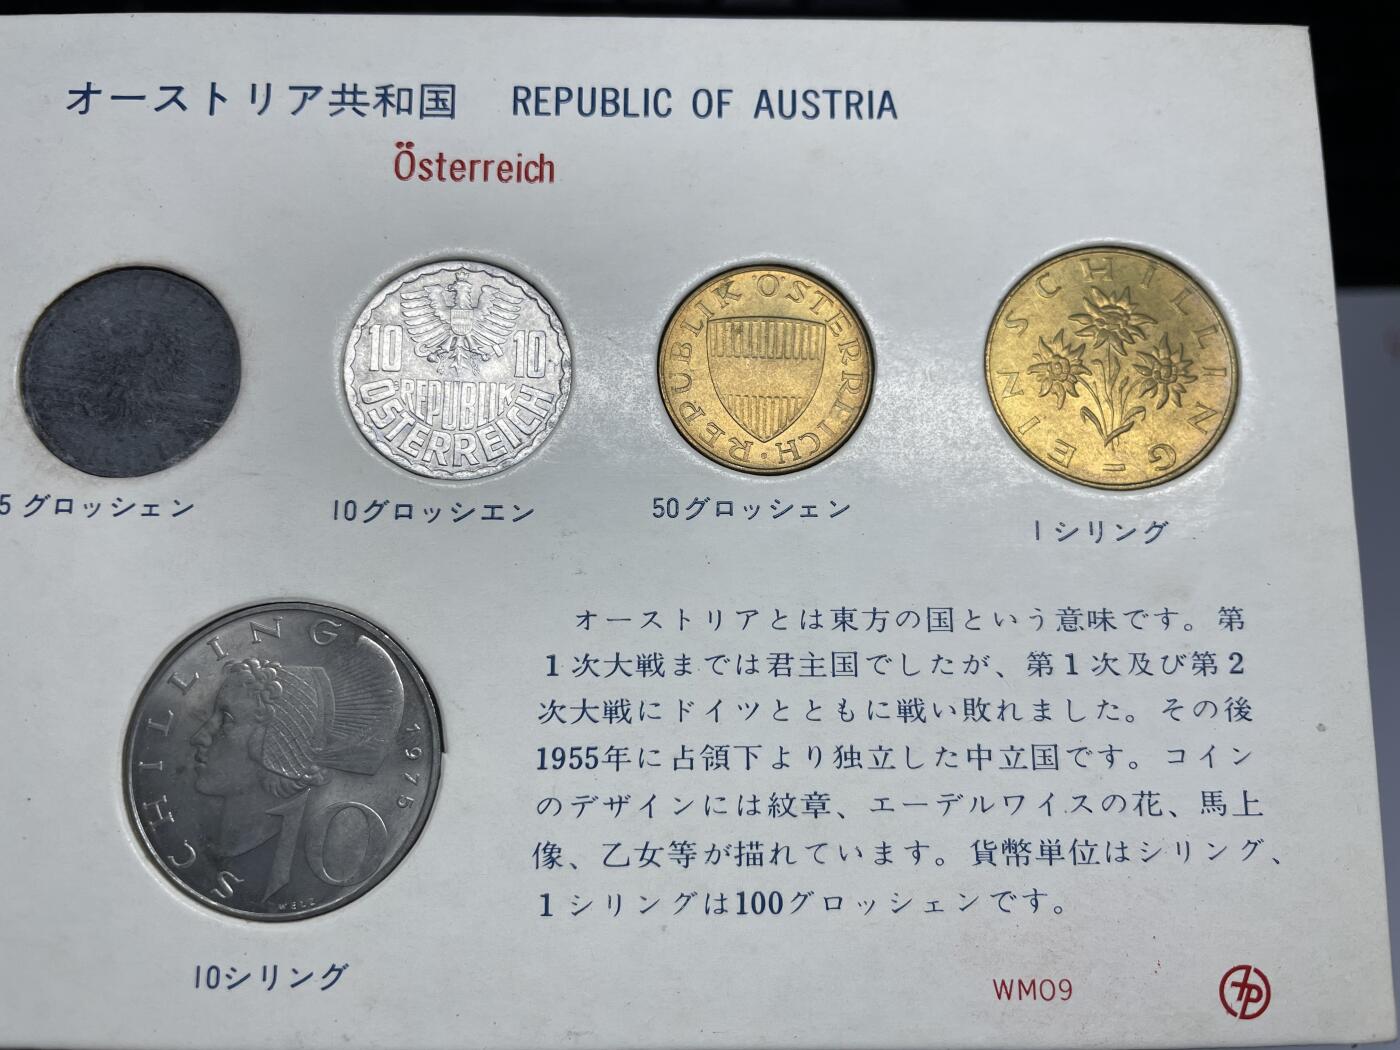 オーストリア共和国 REPUBLIC OF AUSTRIA
Österreich
10 10
REPUBLIK
ÖSTERREICH
REPUBLIK ÖSTERREICH
EIN SCHILLING
5 グロッシェン
10グロッシエン
50グロッシェン
1シリング
SCHILLING
1975
10
WELZ
10シリング
オーストリアとは東方の国という意味です。第
1次大戦までは君主国でしたが、第1次及び第2
次大戦にドイツとともに戦い敗れました。その後
1955年に占領下より独立した中立国です。コイン
のデザインには紋章、エーデルワイスの花、馬上
像、乙女等が描れています。貨幣単位はシリング、
1シリングは100グロッシェンです。
WM09